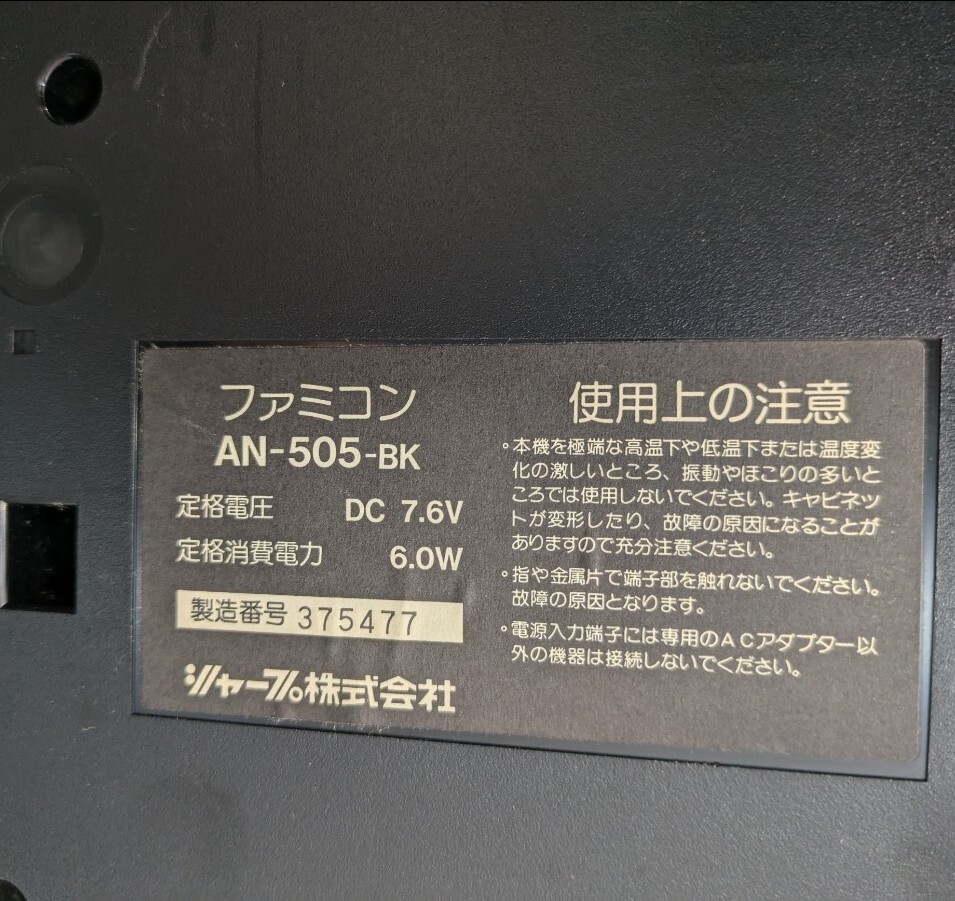 ファミコン
AN-505-BK
定格電圧 DC 7.6V
定格消費電力 6.0W
製造番号 375477
シャープ株式会社
使用上の注意
•本機を極端な高温下や低温下または温度変
化の激しいところ、振動やほこりの多いと
ころでは使用しないでください。キャビネッ
トが変形したり、故障の原因になることが
ありますので充分注意ください。
•指や金属片で端子部を触れないでください。
故障の原因となります。
•電源入力端子には専用のACアダプター以
外の機器は接続しないでください。